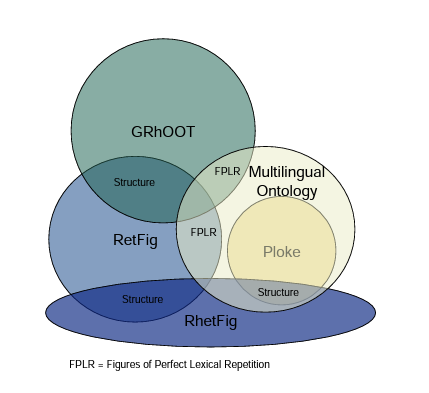 GRhOOT
FPLR
Multilingual
Ontology
Structure
FPLR
RetFig
Ploke
Structure
Structure
RhetFig
FPLR = Figures of Perfect Lexical Repetition